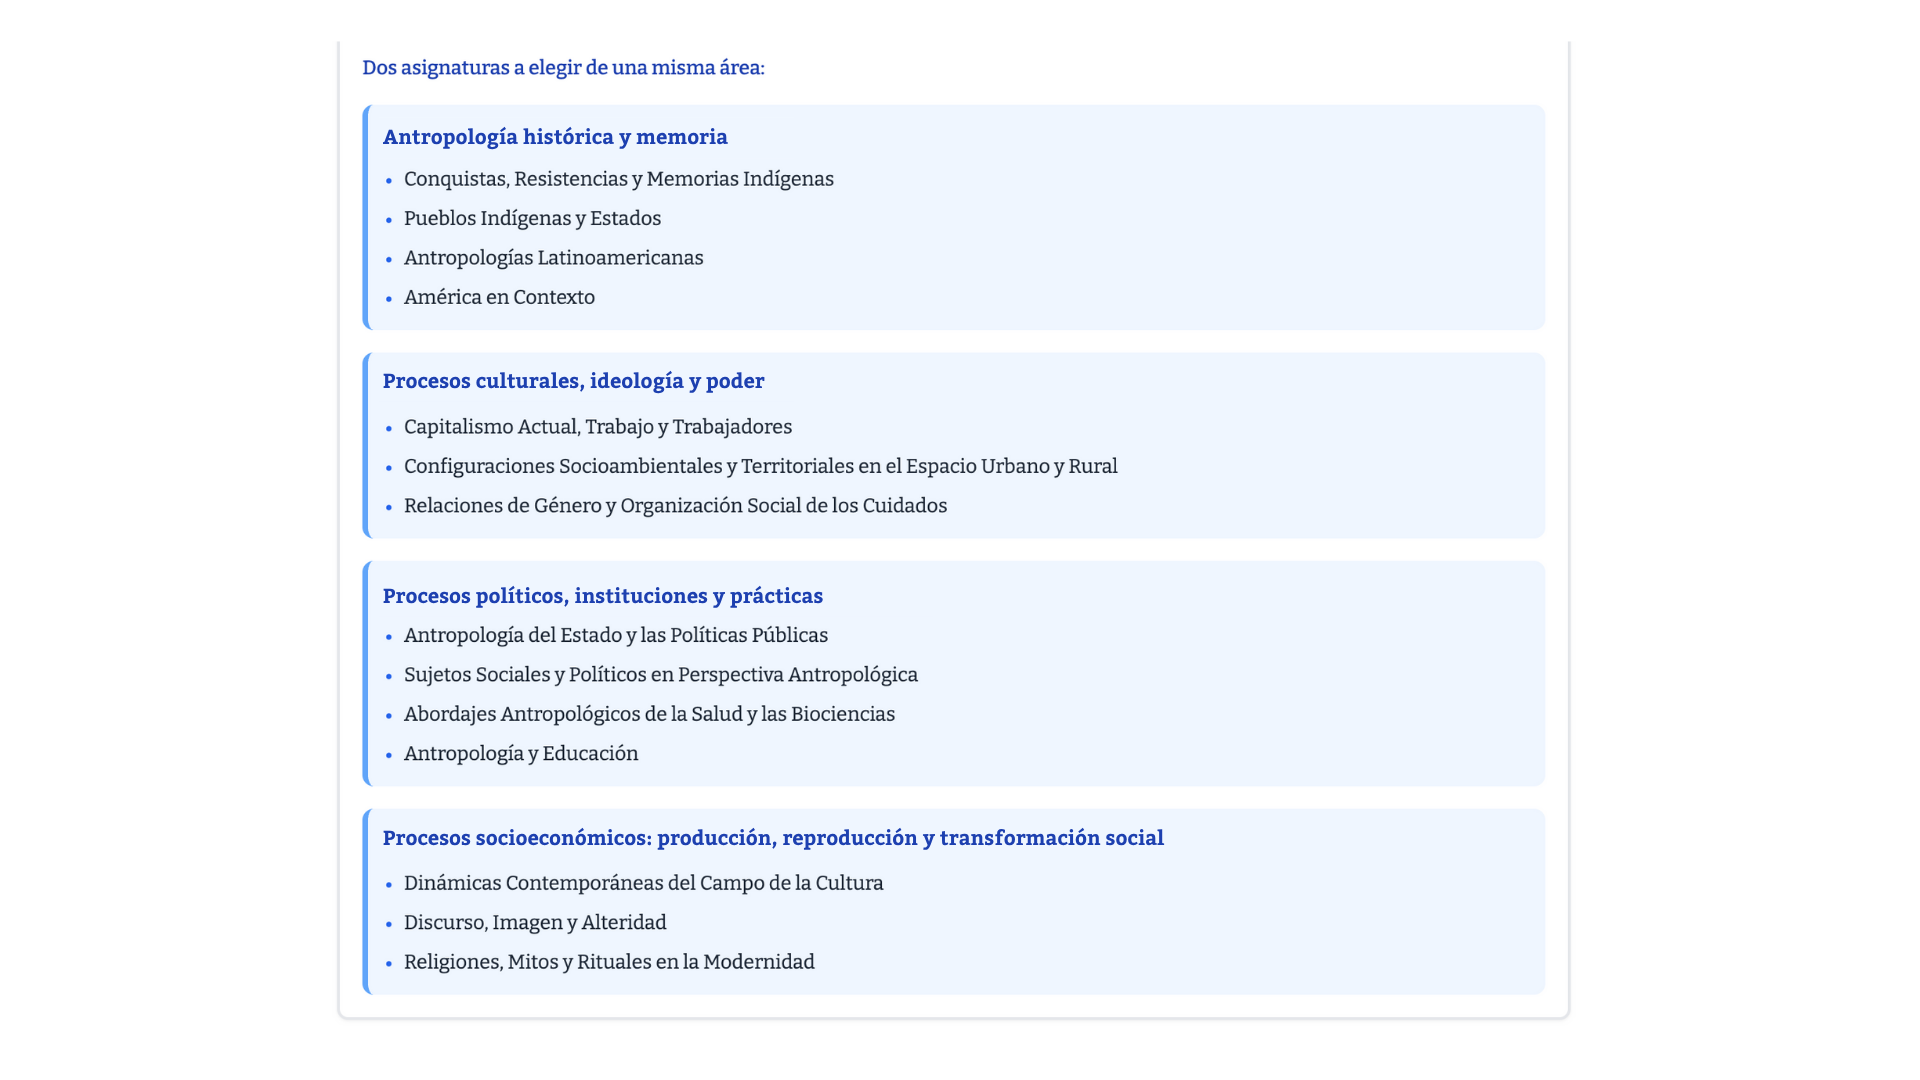 Dos asignaturas a elegir de una misma área:
Antropología histórica y memoria
• Conquistas, Resistencias y Memorias Indígenas
• Pueblos Indígenas y Estados
• Antropologías Latinoamericanas
• América en Contexto
Procesos culturales, ideología y poder
• Capitalismo Actual, Trabajo y Trabajadores
• Configuraciones Socioambientales y Territoriales en el Espacio Urbano y Rural
• Relaciones de Género y Organización Social de los Cuidados
Procesos políticos, instituciones y prácticas
• Antropología del Estado y las Políticas Públicas
• Sujetos Sociales y Políticos en Perspectiva Antropológica
• Abordajes Antropológicos de la Salud y las Biociencias
• Antropología y Educación
Procesos socioeconómicos: producción, reproducción y transformación social
• Dinámicas Contemporáneas del Campo de la Cultura
• Discurso, Imagen y Alteridad
• Religiones, Mitos y Rituales en la Modernidad